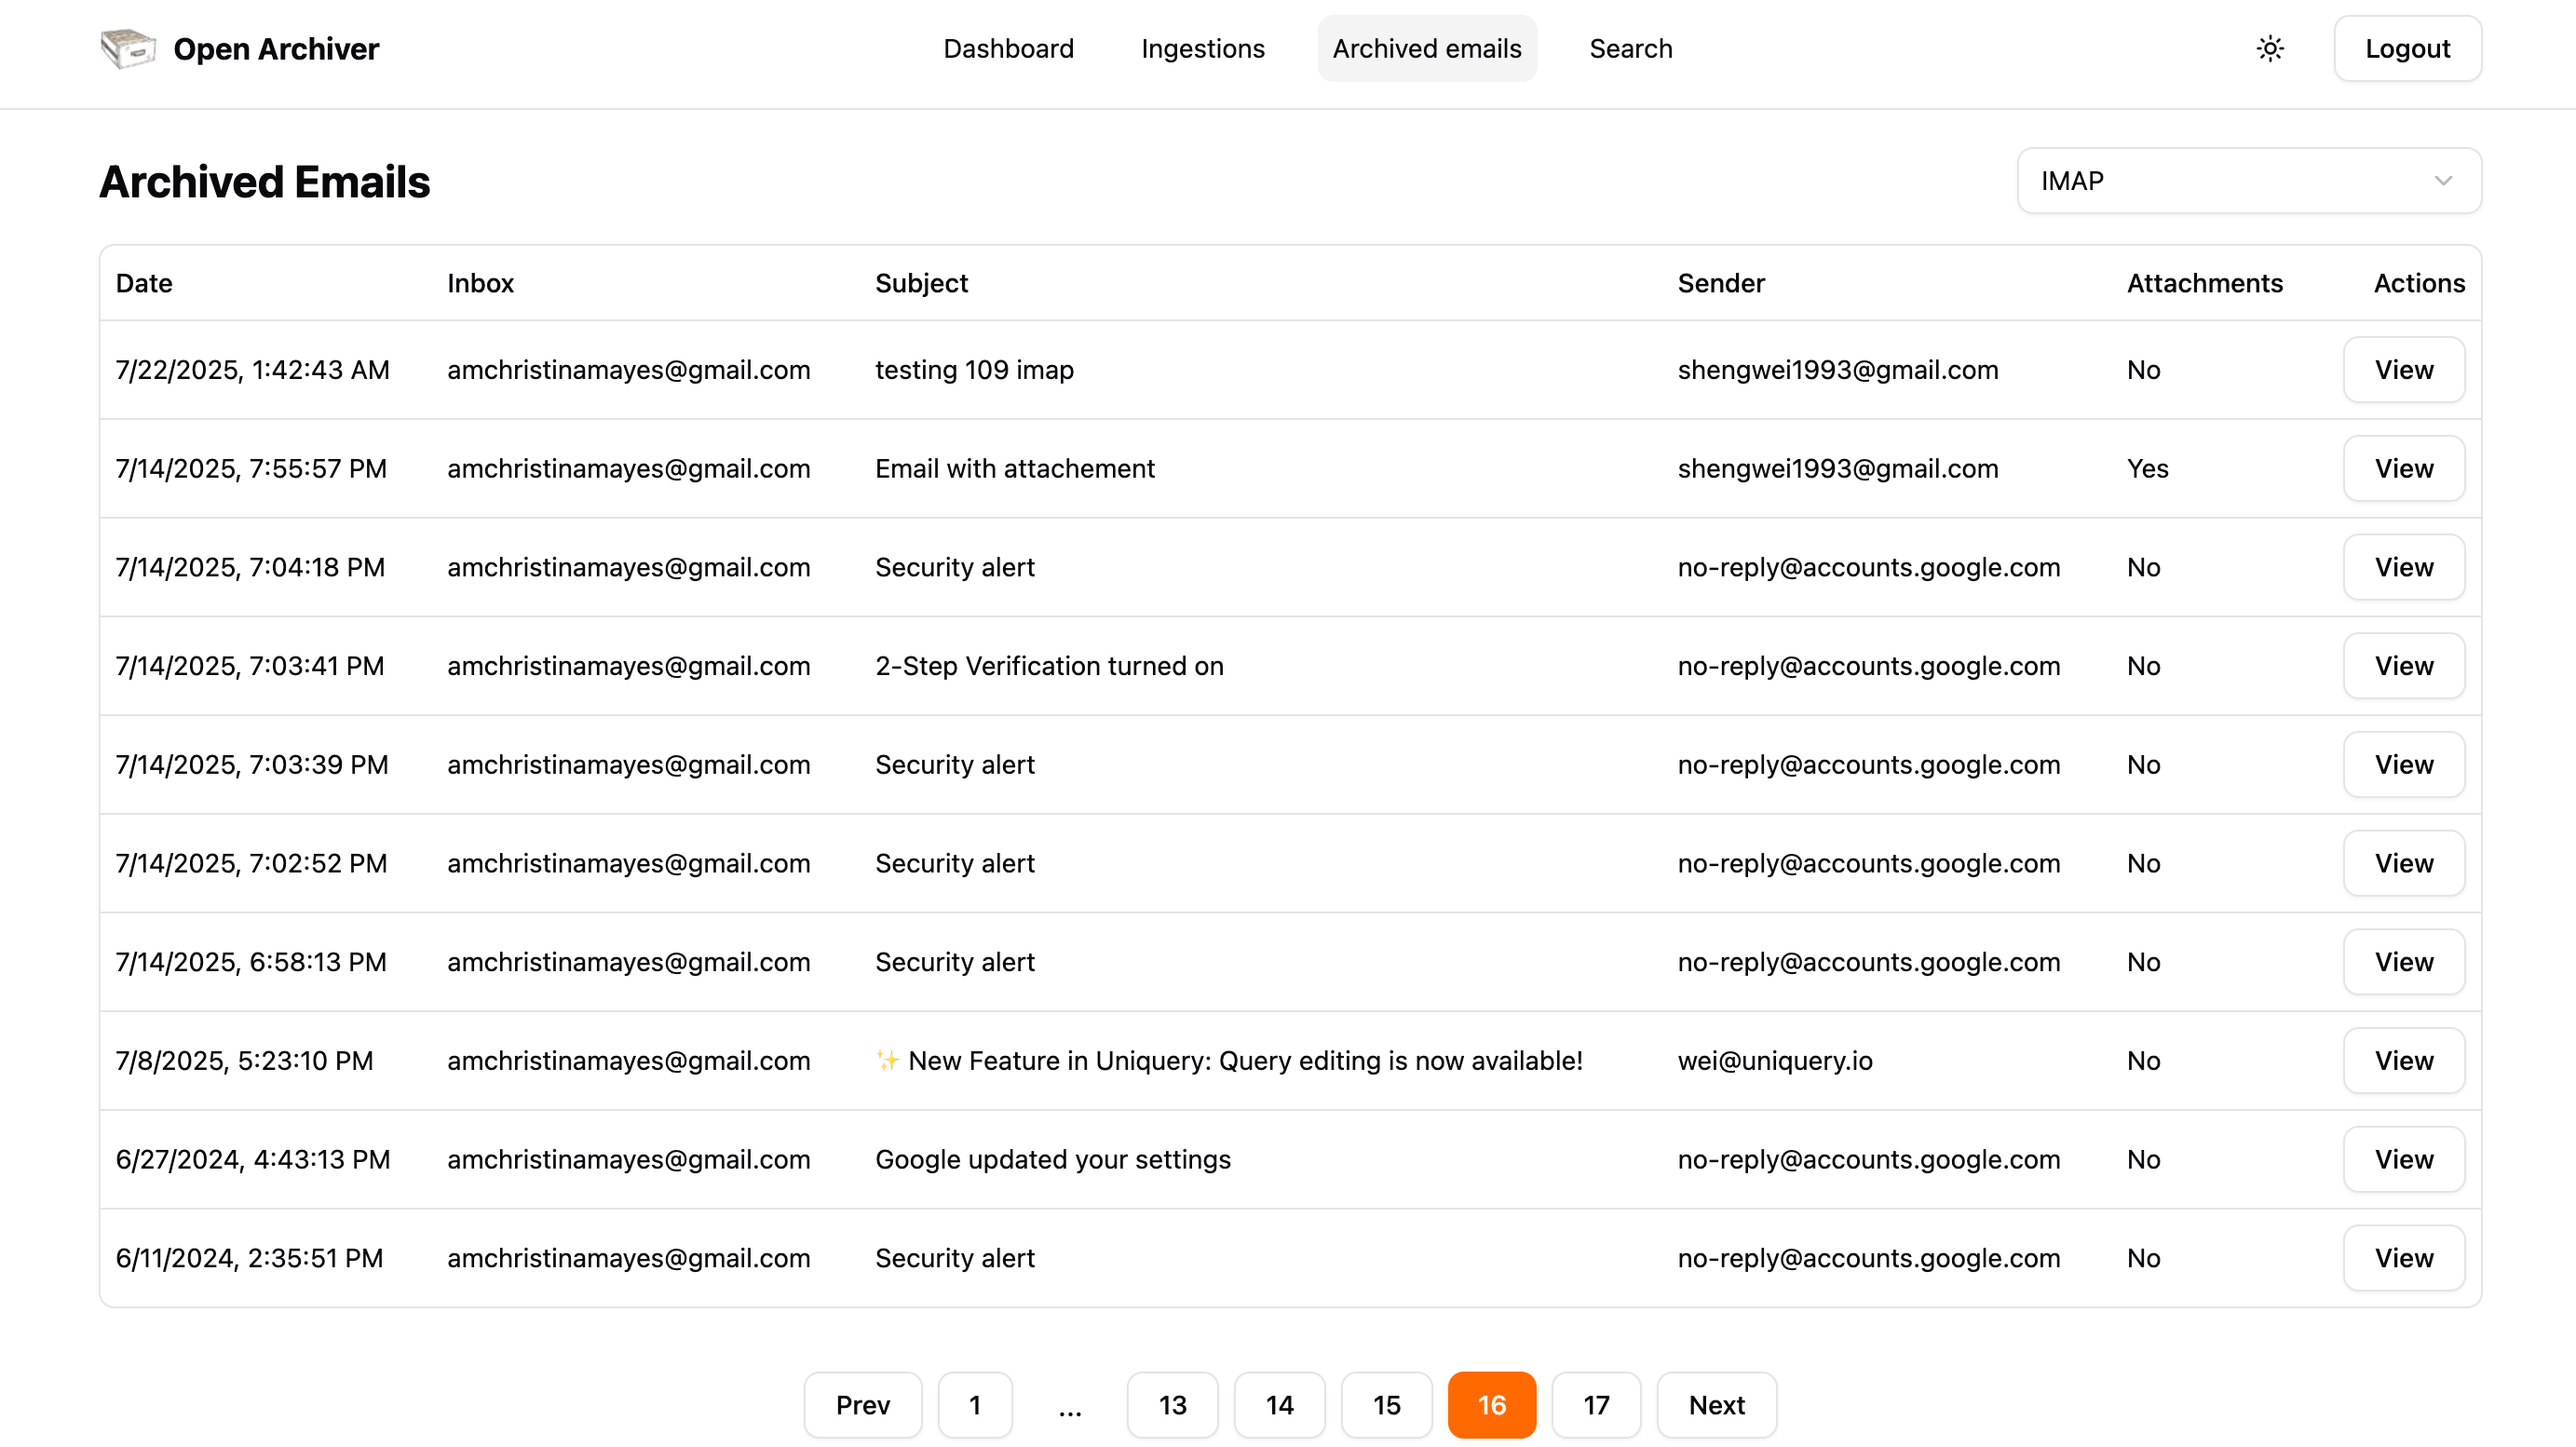 Open Archiver Dashboard Ingestions Archived emails Search Logout
Archived Emails IMAP
Date Inbox Subject Sender Attachments Actions
7/22/2025, 1:42:43 AM amchristinamayes@gmail.com testing 109 imap shengwei1993@gmail.com No View
7/14/2025, 7:55:57 PM amchristinamayes@gmail.com Email with attachement shengwei1993@gmail.com Yes View
7/14/2025, 7:04:18 PM amchristinamayes@gmail.com Security alert no-reply@accounts.google.com No View
7/14/2025, 7:03:41 PM amchristinamayes@gmail.com 2-Step Verification turned on no-reply@accounts.google.com No View
7/14/2025, 7:03:39 PM amchristinamayes@gmail.com Security alert no-reply@accounts.google.com No View
7/14/2025, 7:02:52 PM amchristinamayes@gmail.com Security alert no-reply@accounts.google.com No View
7/14/2025, 6:58:13 PM amchristinamayes@gmail.com Security alert no-reply@accounts.google.com No View
7/8/2025, 5:23:10 PM amchristinamayes@gmail.com ✨ New Feature in Uniquery: Query editing is now available! wei@uniquery.io No View
6/27/2024, 4:43:13 PM amchristinamayes@gmail.com Google updated your settings no-reply@accounts.google.com No View
6/11/2024, 2:35:51 PM amchristinamayes@gmail.com Security alert no-reply@accounts.google.com No View
Prev 1 ... 13 14 15 16 17 Next